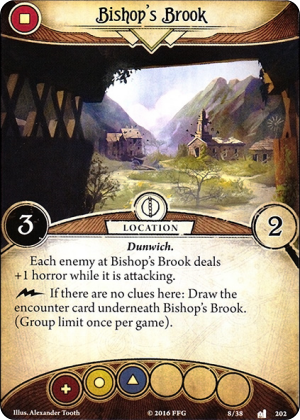 Bishop's Brook
3
LOCATION
2
Dunwich.
Each enemy at Bishop's Brook deals
+1 horror while it is attacking.
If there are no clues here: Draw the
encounter card underneath Bishop's Brook.
(Group limit once per game).
Illus. Alexander Tooth
© 2016 FFG
8/38
202